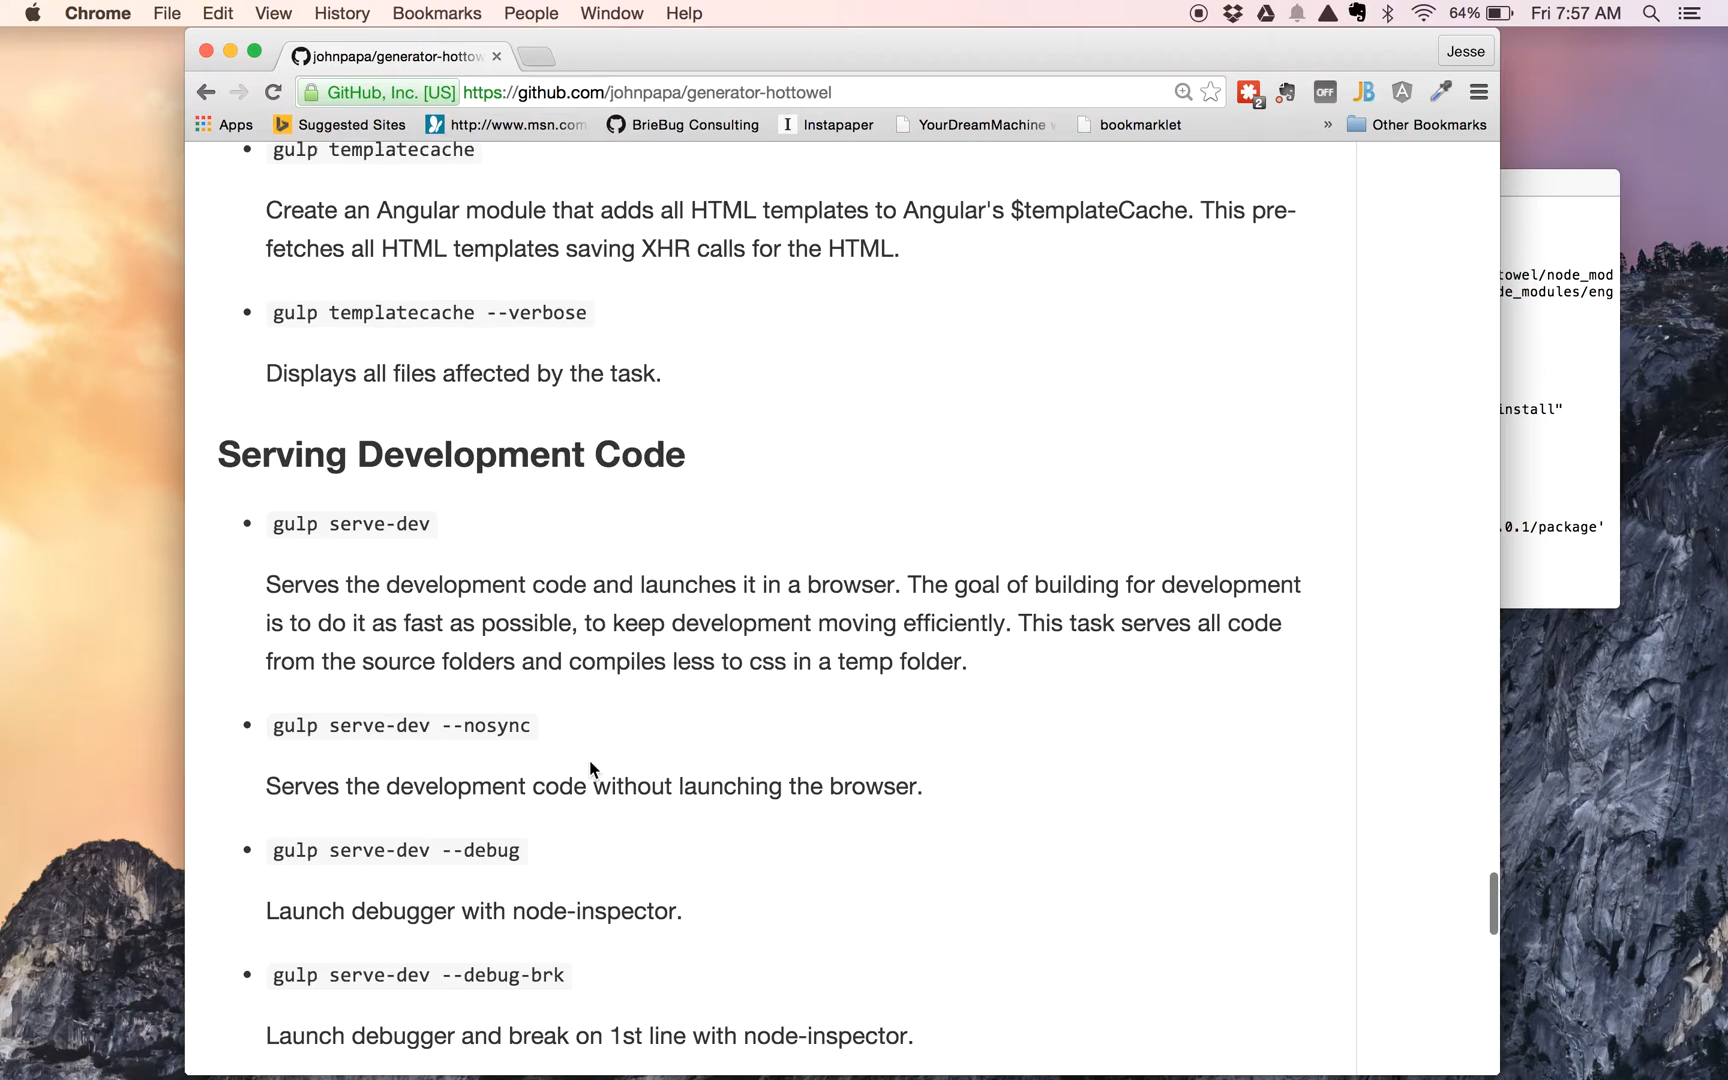 Chrome File Edit View History Bookmarks People Window Help 64% Fri 7:57 AM
johnpapa/generator-hottow Jesse
GitHub, Inc. [US] https://github.com/johnpapa/generator-hottowel 2 OFF JB A
Apps Suggested Sites http://www.msn.com BrieBug Consulting I Instapaper YourDreamMachine bookmarklet » Other Bookmarks
gulp templatecache
Create an Angular module that adds all HTML templates to Angular's $templateCache. This pre-
fetches all HTML templates saving XHR calls for the HTML.
gulp templatecache --verbose
Displays all files affected by the task.
Serving Development Code
gulp serve-dev
Serves the development code and launches it in a browser. The goal of building for development
is to do it as fast as possible, to keep development moving efficiently. This task serves all code
from the source folders and compiles less to css in a temp folder.
gulp serve-dev --nosync
Serves the development code without launching the browser.
gulp serve-dev --debug
Launch debugger with node-inspector.
gulp serve-dev --debug-brk
Launch debugger and break on 1st line with node-inspector.
towel/node_mod
de_modules/eng
install"
.0.1/package'